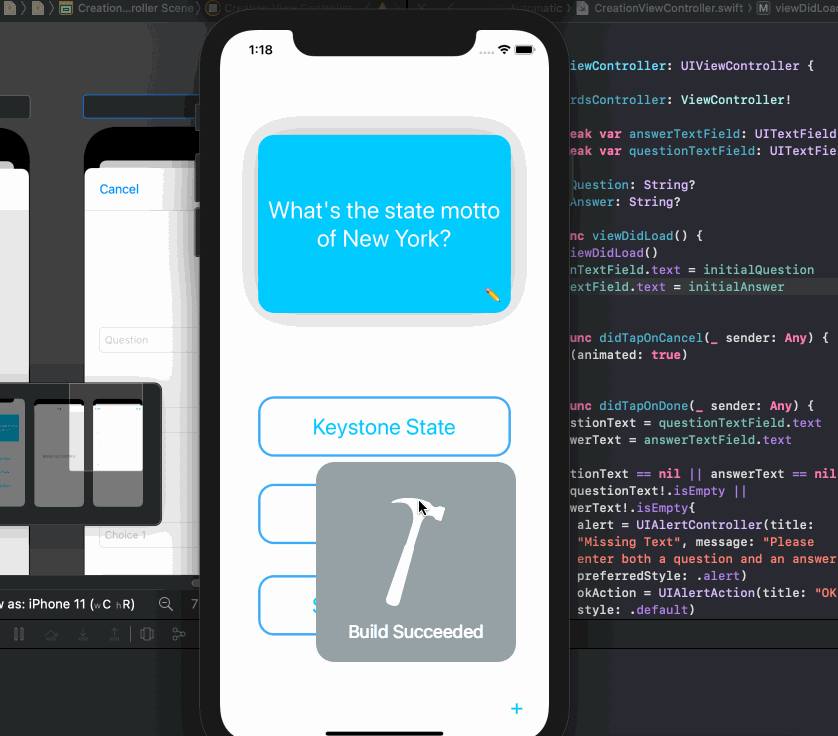 Creation...roller Scene
Automatic
CreationViewController.swift
M viewDidLoad
1:18
Cancel
Question
Choice 1
What's the state motto
of New York?
Keystone State
S
Build Succeeded
+
w as: iPhone 11 (wC hR)
7
iewController: UIViewController {
rdsController: ViewController!
eak var answerTextField: UITextField
eak var questionTextField: UITextFie
Question: String?
Answer: String?
nc viewDidLoad() {
iewDidLoad()
nTextField.text = initialQuestion
extField.text = initialAnswer
unc didTapOnCancel(_ sender: Any) {
(animated: true)
unc didTapOnDone(_ sender: Any) {
stionText = questionTextField.text
swerText = answerTextField.text
tionText == nil || answerText == nil
questionText!.isEmpty ||
werText!.isEmpty{
alert = UIAlertController(title:
"Missing Text", message: "Please
enter both a question and an answer
preferredStyle: .alert)
okAction = UIAlertAction(title: "OK
style: .default)